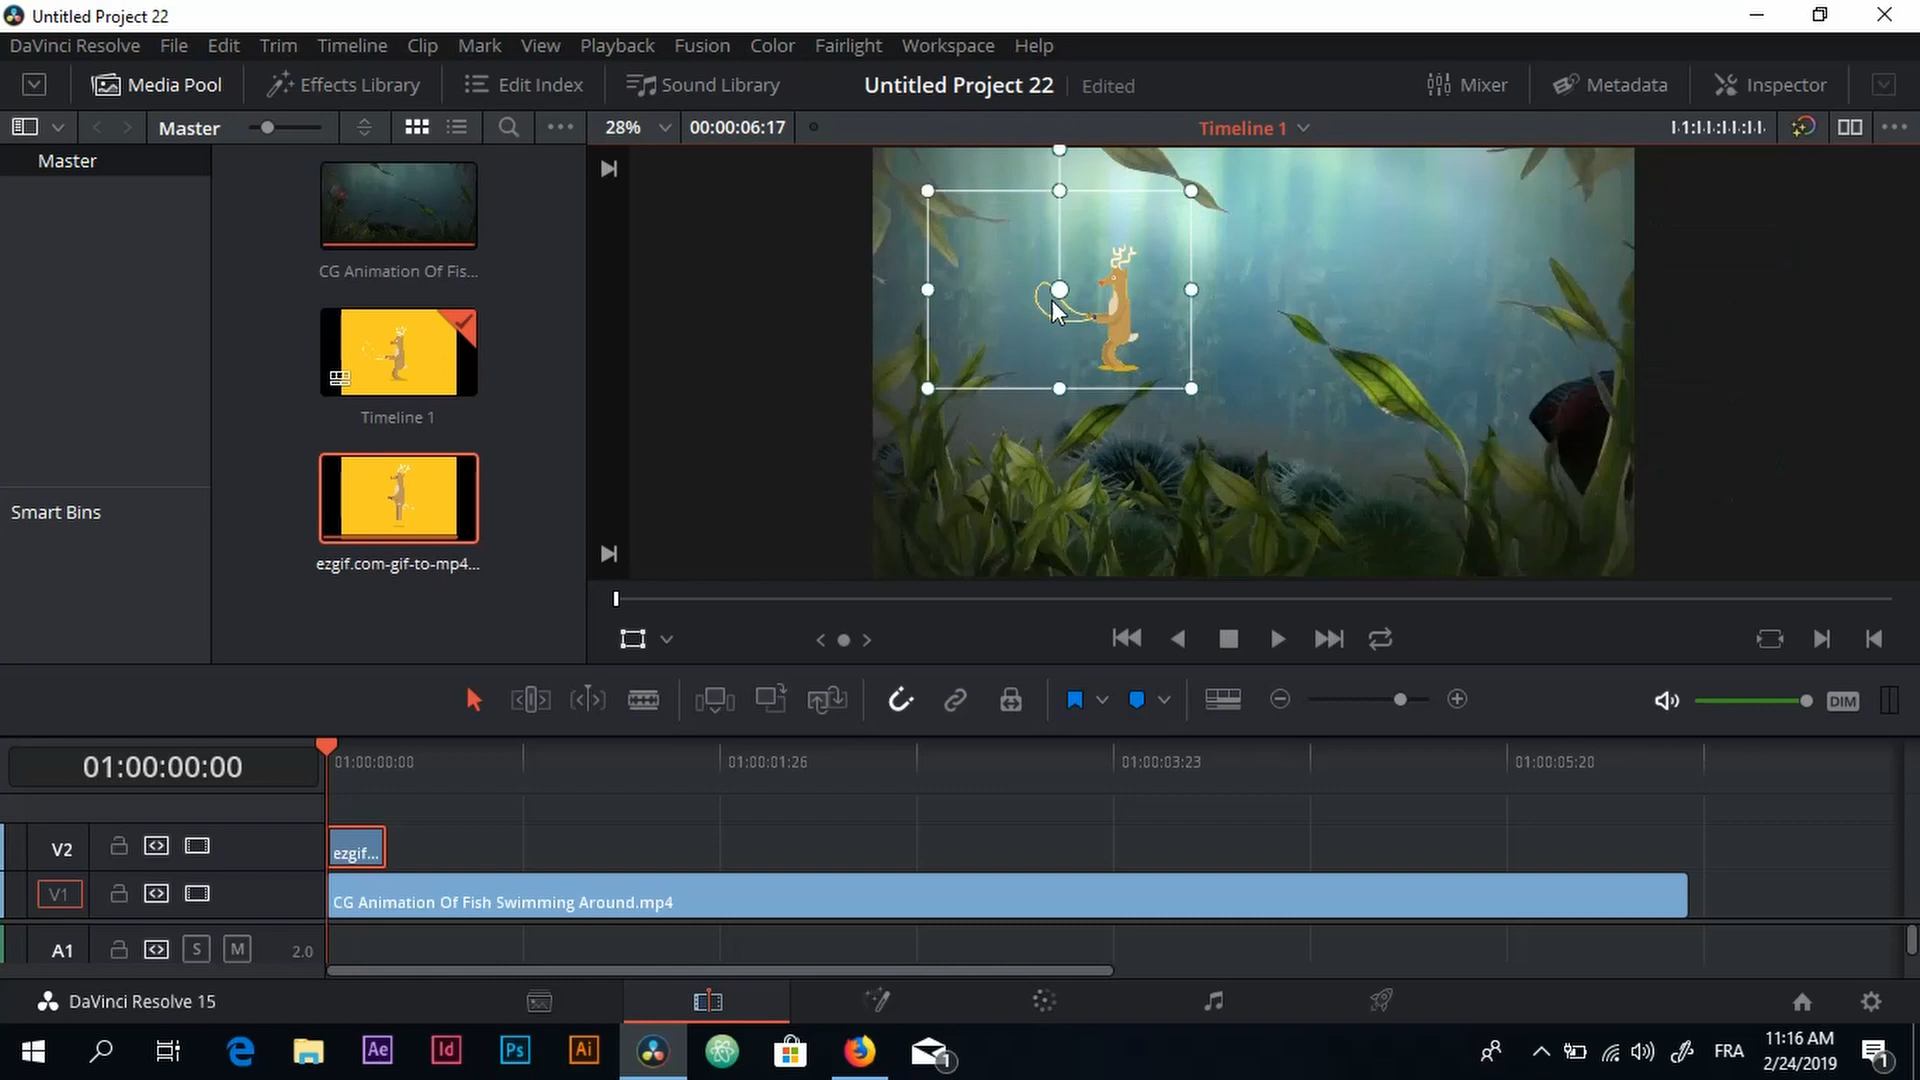 Untitled Project 22
DaVinci Resolve File Edit Trim Timeline Clip Mark View Playback Fusion Color Fairlight Workspace Help
Media Pool Effects Library Edit Index Sound Library Untitled Project 22 Edited Mixer Metadata Inspector
Master 28% 00:00:06:17 Timeline 1
Master
CG Animation Of Fis...
Timeline 1
Smart Bins
ezgif.com-gif-to-mp4...
DIM
01:00:00:00 01:00:00:00 01:00:01:26 01:00:03:23 01:00:05:20
V2 ezgif...
V1 CG Animation Of Fish Swimming Around.mp4
A1 S M 2.0
DaVinci Resolve 15
Ae Id Ps Ai 1 FRA 11:16 AM
2/24/2019 1